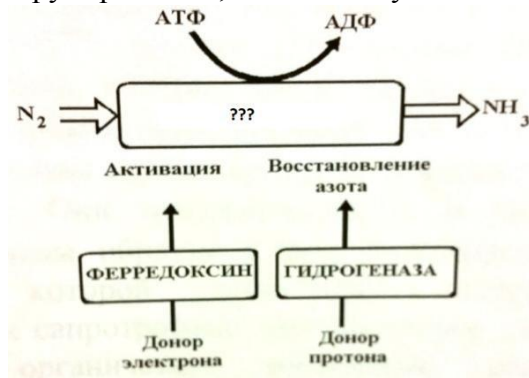 АТФ
АДФ
N2
???
NH3
Активация
Восстановление
азота
ФЕРРЕДОКСИН
ГИДРОГЕНАЗА
Донор
электрона
Донор
протона